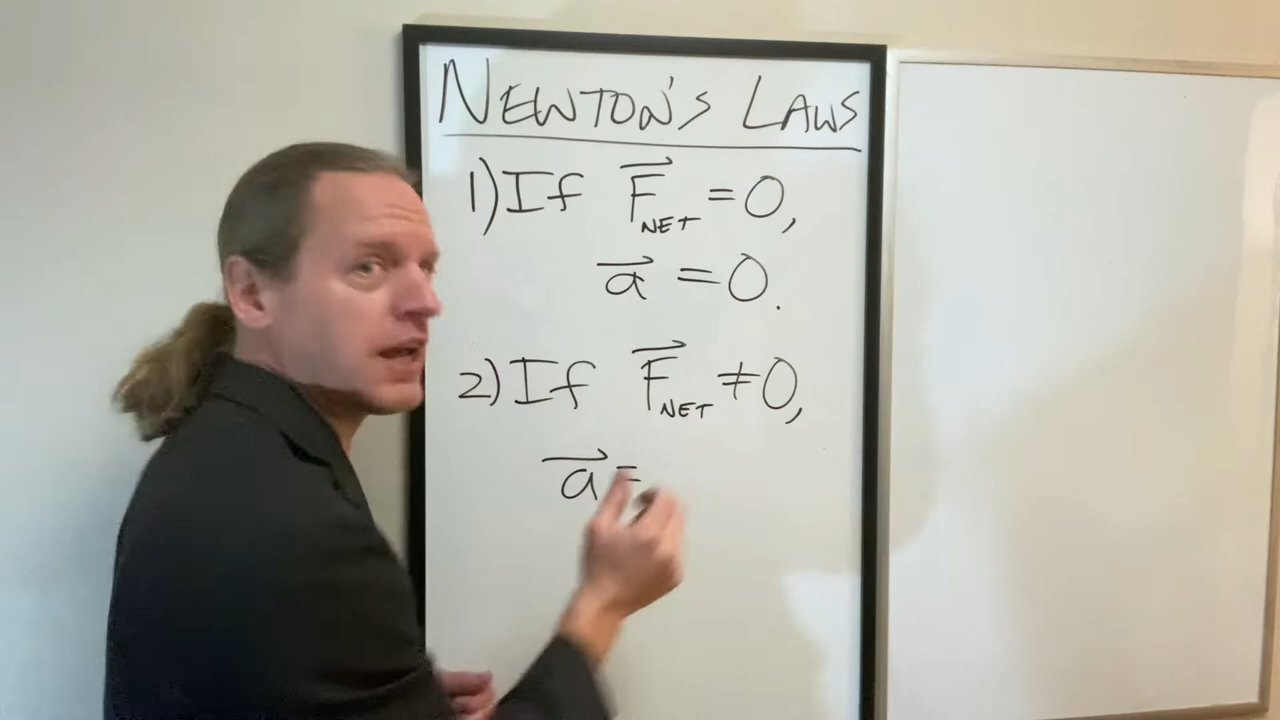 NEWTON'S LAWS
1) If F⃗NET = 0,
a⃗ = 0.
2) If F⃗NET ≠ 0,
a⃗ =